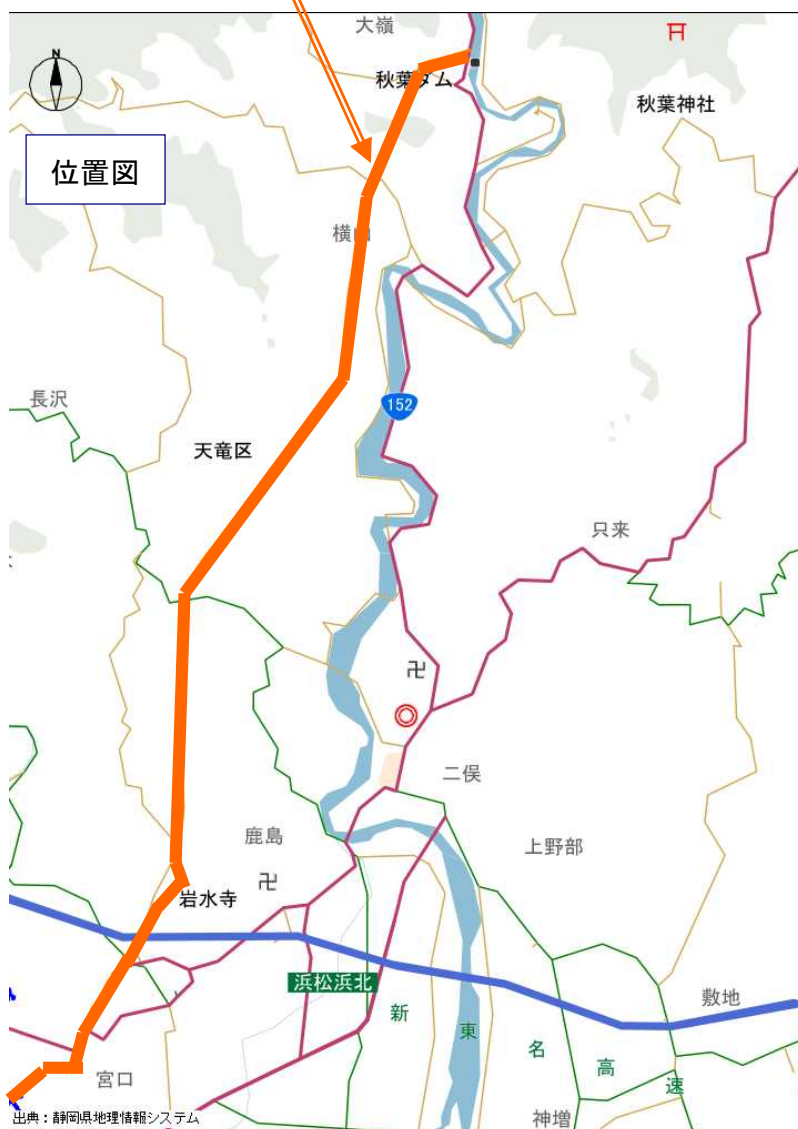 大嶺
N
秋葉ダム
秋葉神社
位置図
横山
長沢
152
天竜区
只来
二俣
鹿島
上野部
岩水寺
浜松浜北
敷地
新東名高速
宮口
神増
出典：静岡県地理情報システム